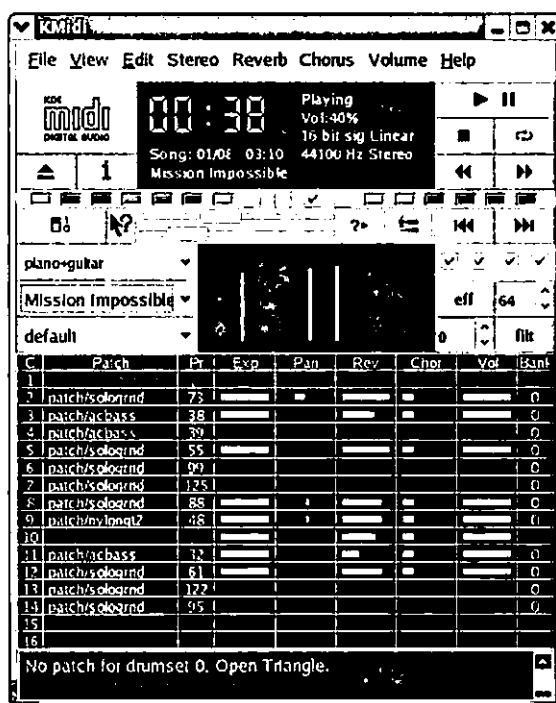 KMidi
File View Edit Stereo Reverb Chorus Volume Help
KDE
midi
DIGITAL AUDIO
00:38
Playing
Vol:40%
16 bit sig Linear
44100 Hz Stereo
Song: 01/08 03:10
Mission Impossible
piano+guitar
Mission Impossible
eff 64
default
filt
C Patch Pr Exp Pan Rev Chor Vol Bank
1
2 patch/sologrnd 73 0
3 patch/acbass 38 0
4 patch/acbass 39 0
5 patch/sologrnd 55 0
6 patch/sologrnd 99 0
7 patch/sologrnd 125 0
8 patch/sologrnd 88 0
9 patch/nylongt2 48 0
10
11 patch/acbass 32 0
12 patch/sologrnd 61 0
13 patch/sologrnd 122 0
14 patch/sologrnd 95 0
15
16
No patch for drumset 0, Open Triangle.